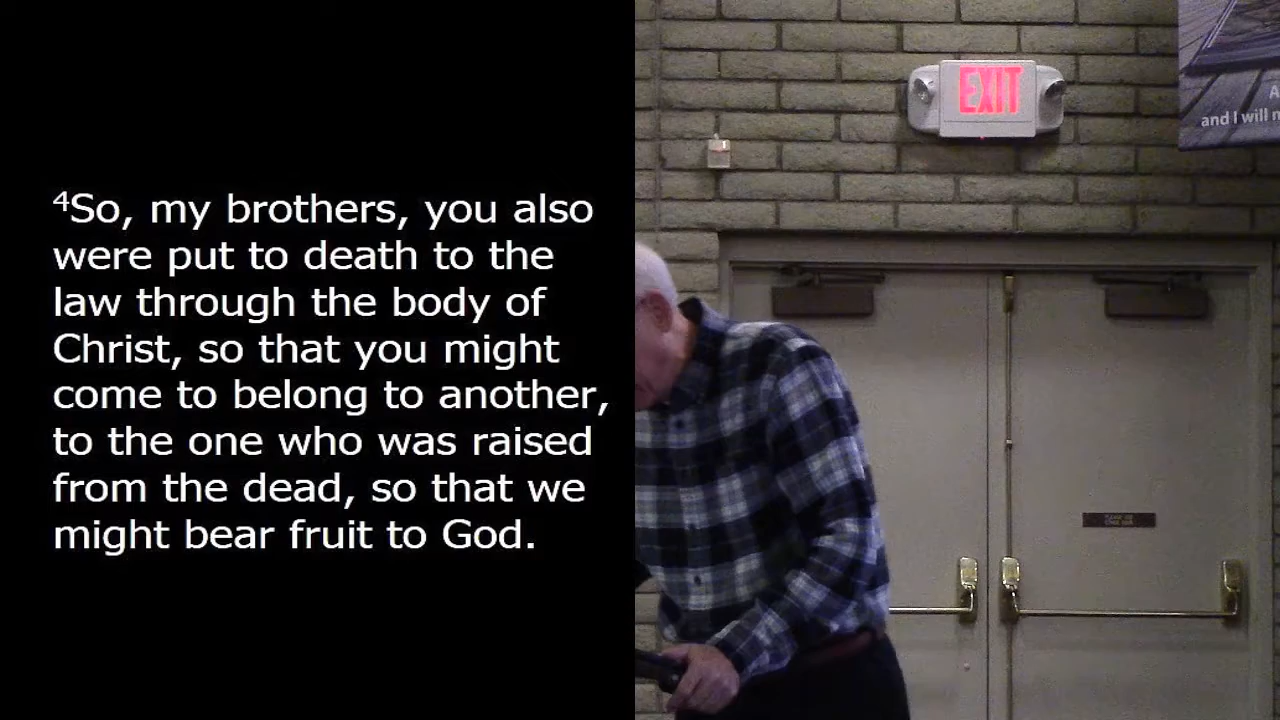 ⁴So, my brothers, you also
were put to death to the
law through the body of
Christ, so that you might
come to belong to another,
to the one who was raised
from the dead, so that we
might bear fruit to God.
EXIT
and I will